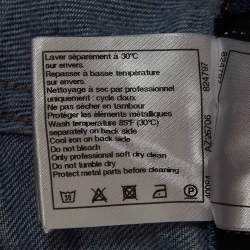 Laver séparément à 30°C
sur envers.
Repasser à basse température
sur envers.
Nettoyage à sec par professionnel
uniquement: cycle doux
Ne pas sécher en tambour
Protéger les éléments métalliques
Wash temperature 85°F (30°C)
separately on back side
Cool iron on back side
Do not bleach
Only professional soft dry clean
Do not tumble dry
Protect metal parts before cleaning
824797